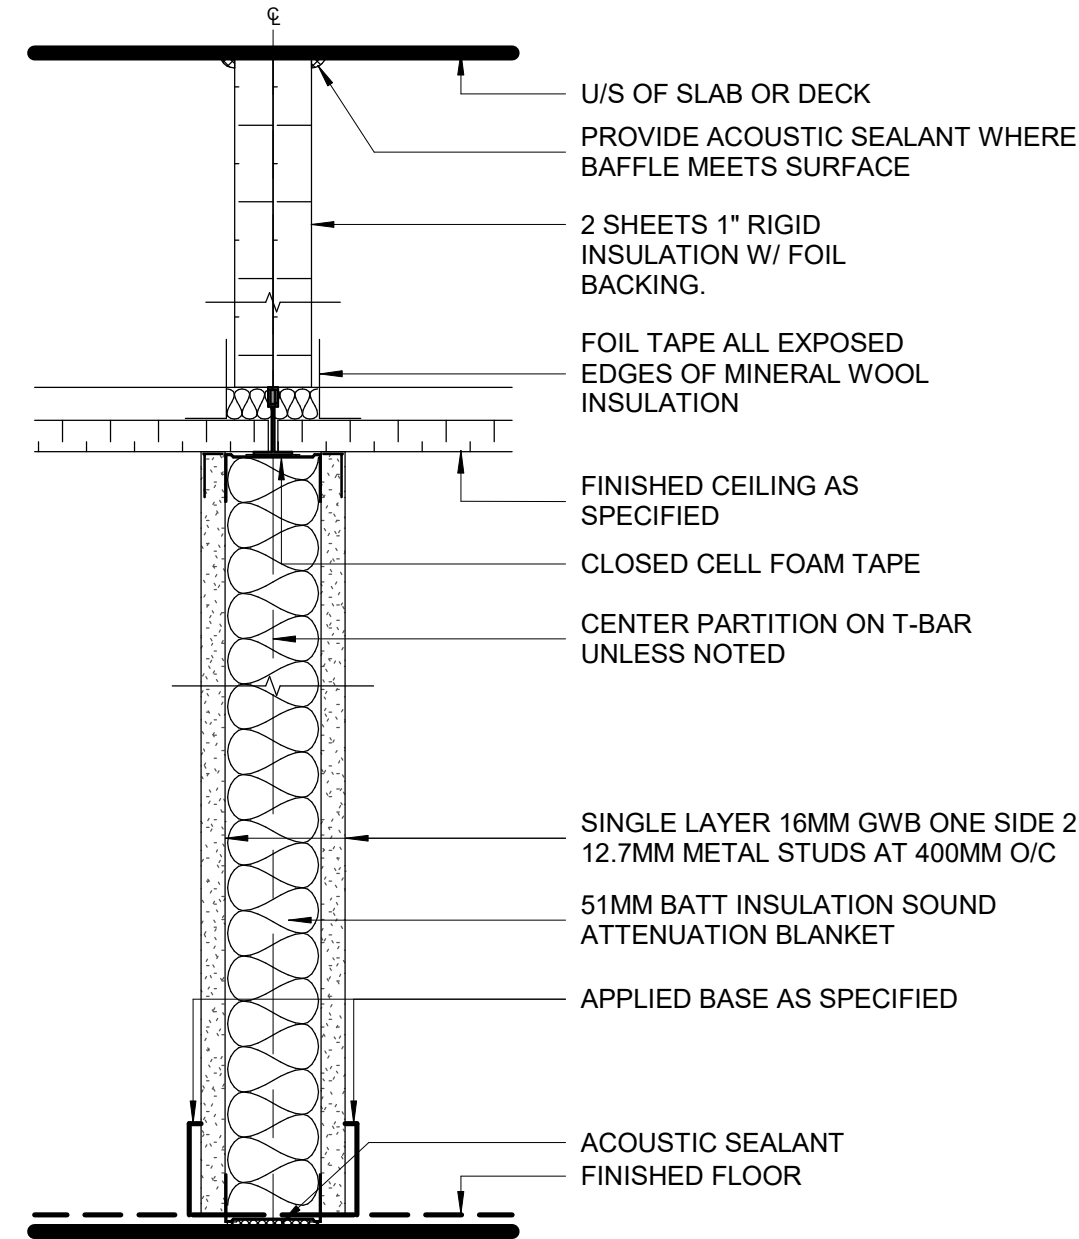 ℄
U/S OF SLAB OR DECK
PROVIDE ACOUSTIC SEALANT WHERE
BAFFLE MEETS SURFACE
2 SHEETS 1" RIGID
INSULATION W/ FOIL
BACKING.
FOIL TAPE ALL EXPOSED
EDGES OF MINERAL WOOL
INSULATION
FINISHED CEILING AS
SPECIFIED
CLOSED CELL FOAM TAPE
CENTER PARTITION ON T-BAR
UNLESS NOTED
SINGLE LAYER 16MM GWB ONE SIDE 2
12.7MM METAL STUDS AT 400MM O/C
51MM BATT INSULATION SOUND
ATTENUATION BLANKET
APPLIED BASE AS SPECIFIED
ACOUSTIC SEALANT
FINISHED FLOOR